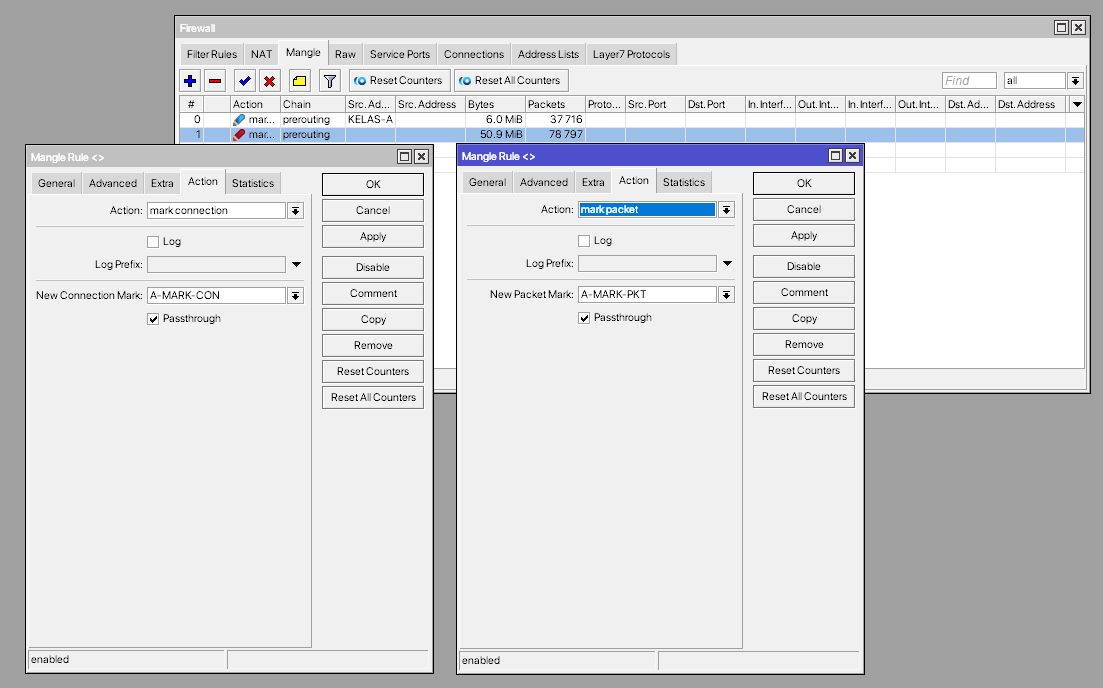 Firewall
Filter Rules NAT Mangle Raw Service Ports Connections Address Lists Layer7 Protocols
Reset Counters Reset All Counters Find all
# Action Chain Src. Ad... Src. Address Bytes Packets Proto... Src. Port Dst. Port In. Interf... Out. Int... In. Interf... Out. Int... Dst. Ad... Dst. Address
0 mar... prerouting KELAS-A 6.0 MiB 37 716
1 mar... prerouting 50.9 MiB 78 797
Mangle Rule <>
General Advanced Extra Action Statistics
Action: mark connection
Log
Log Prefix:
New Connection Mark: A-MARK-CON
Passthrough
OK
Cancel
Apply
Disable
Comment
Copy
Remove
Reset Counters
Reset All Counters
enabled
Mangle Rule <>
General Advanced Extra Action Statistics
Action: mark packet
Log
Log Prefix:
New Packet Mark: A-MARK-PKT
Passthrough
OK
Cancel
Apply
Disable
Comment
Copy
Remove
Reset Counters
Reset All Counters
enabled